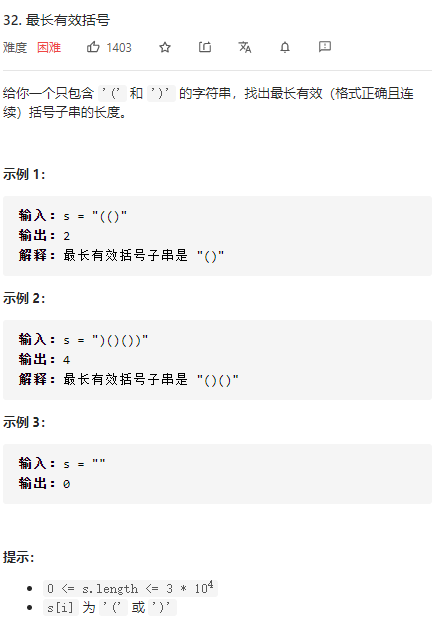 32. 最长有效括号
难度 困难 1403
给你一个只包含 '(' 和 ')' 的字符串，找出最长有效（格式正确且连
续）括号子串的长度。
示例 1：
输入：s = "(()"
输出：2
解释：最长有效括号子串是 "()"
示例 2：
输入：s = ")()())"
输出：4
解释：最长有效括号子串是 "()()"
示例 3：
输入：s = ""
输出：0
提示：
• 0 <= s.length <= 3 * 10⁴
• s[i] 为 '(' 或 ')'